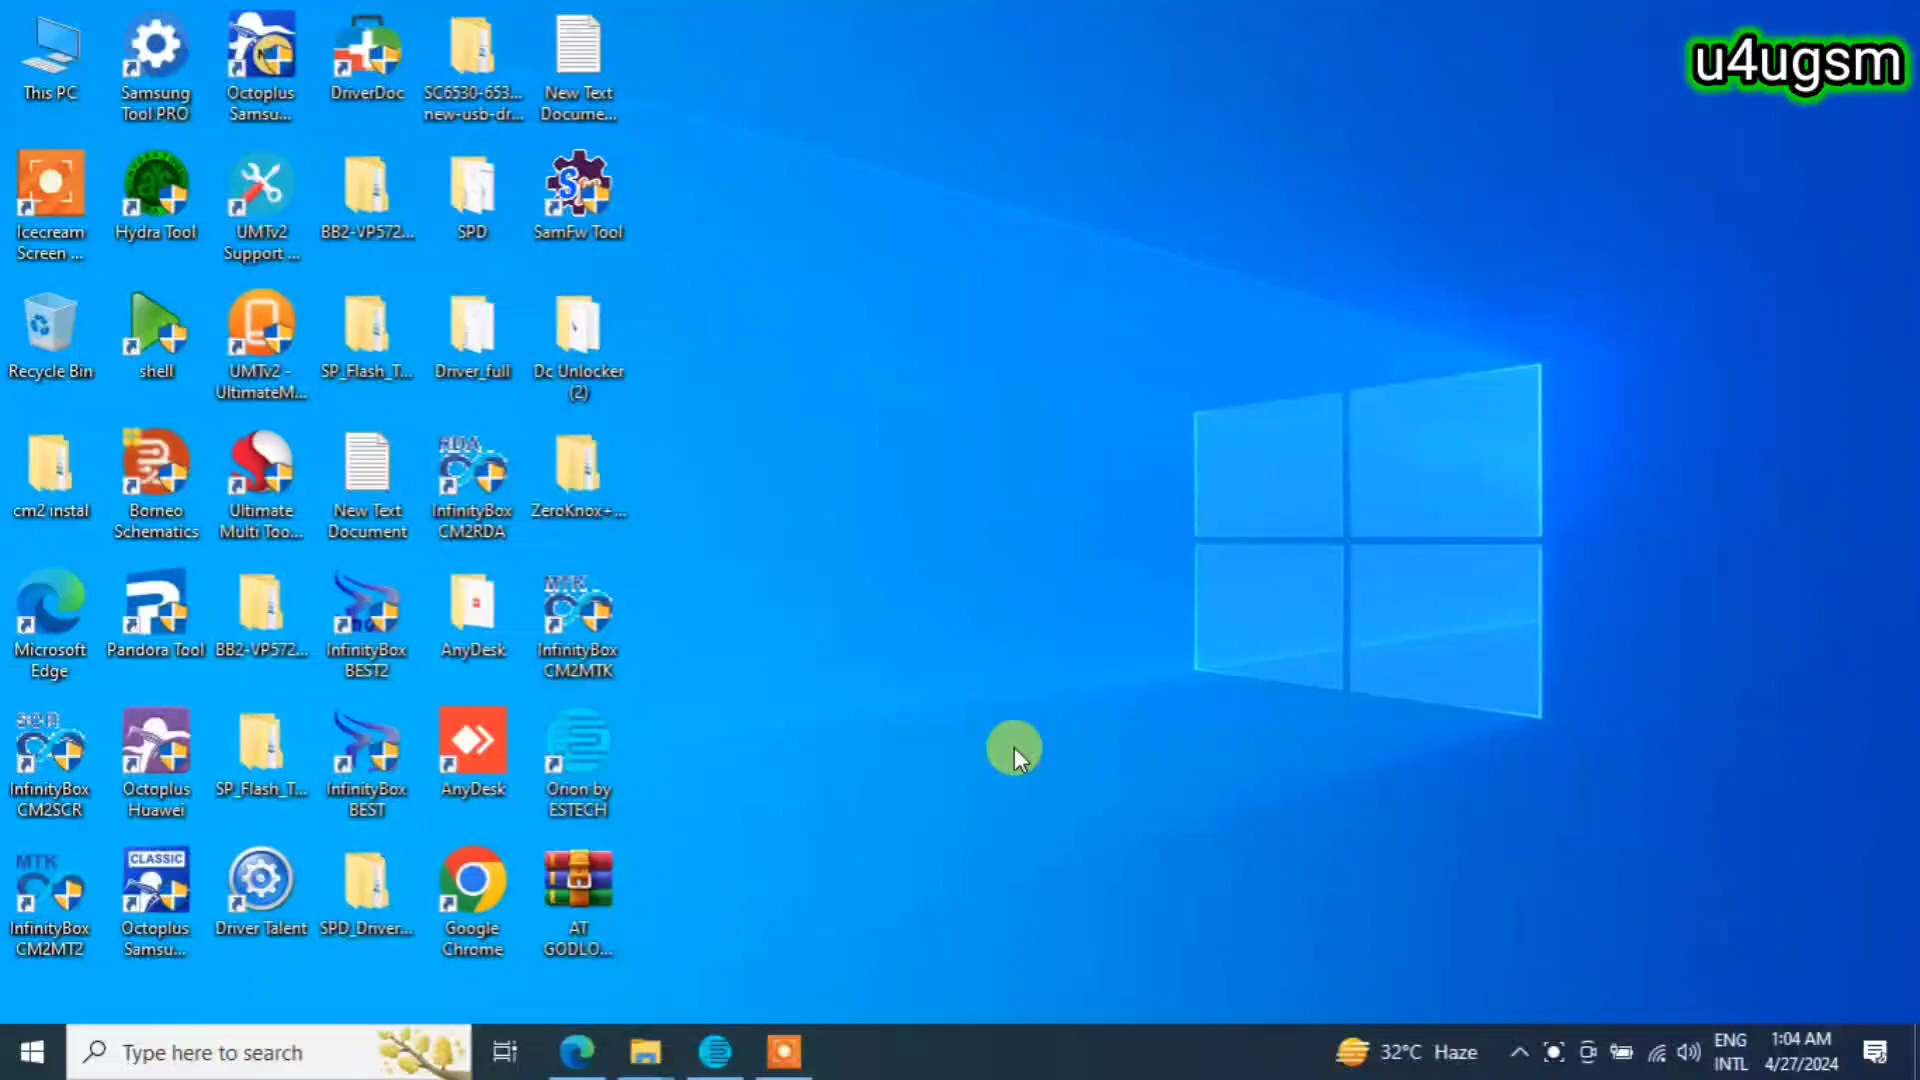 u4ugsm
This PC
Samsung
Tool PRO
Octoplus
Samsu...
DriverDoc
SC6530-653...
new-usb-dr...
New Text
Docume...
Icecream
Screen ...
Hydra Tool
UMTv2
Support ...
BB2-VP572...
SPD
SamFw Tool
Recycle Bin
shell
UMTv2 -
UltimateM...
SP_Flash_T...
Driver_full
Dc Unlocker
(2)
cm2 instal
Borneo
Schematics
Ultimate
Multi Too...
New Text
Document
RDA
InfinityBox
CM2RDA
ZeroKnox+...
Microsoft
Edge
Pandora Tool
BB2-VP572...
InfinityBox
BEST2
AnyDesk
MTK
InfinityBox
CM2MTK
SCR
InfinityBox
CM2SCR
Octoplus
Huawei
SP_Flash_T...
InfinityBox
BEST
AnyDesk
Orion by
ESTECH
MTK
InfinityBox
CM2MT2
CLASSIC
Octoplus
Samsu...
Driver Talent
SPD_Driver...
Google
Chrome
AT
GODLO...
Type here to search
32°C Haze
ENG
INTL
1:04 AM
4/27/2024